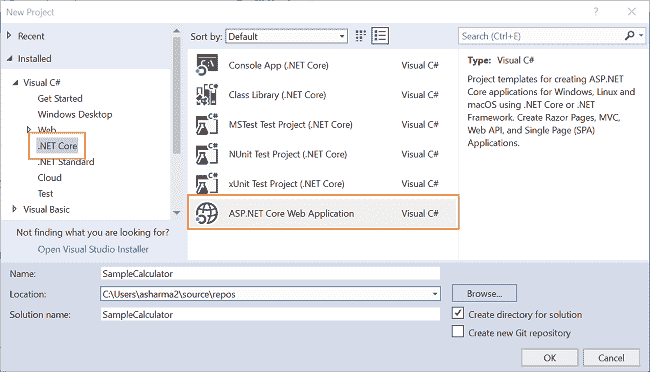 New Project
Recent
Installed
Visual C#
Get Started
Windows Desktop
Web
.NET Core
.NET Standard
Cloud
Test
Visual Basic
Not finding what you are looking for?
Open Visual Studio Installer
Sort by: Default
Console App (.NET Core) Visual C#
Class Library (.NET Core) Visual C#
MSTest Test Project (.NET Core) Visual C#
NUnit Test Project (.NET Core) Visual C#
xUnit Test Project (.NET Core) Visual C#
ASP.NET Core Web Application Visual C#
Search (Ctrl+E)
Type: Visual C#
Project templates for creating ASP.NET
Core applications for Windows, Linux and
macOS using .NET Core or .NET
Framework. Create Razor Pages, MVC,
Web API, and Single Page (SPA)
Applications.
Name: SampleCalculator
Location: C:\Users\asharma2\source\repos
Browse...
Solution name: SampleCalculator
Create directory for solution
Create new Git repository
OK
Cancel